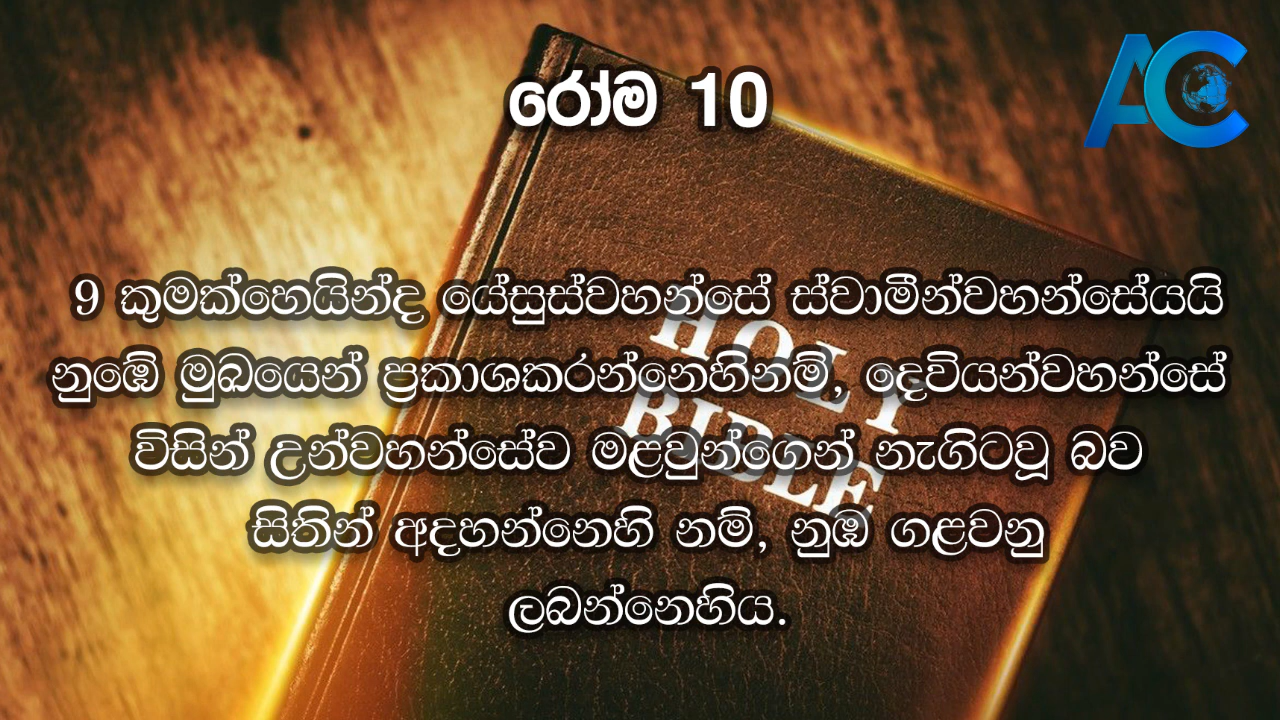 රෝම 10
AC
9 කුමක්හෙයින්ද යේසුස්වහන්සේ ස්වාමීන්වහන්සේයයි
නුඹේ මුඛයෙන් ප්‍රකාශකරන්නෙහිනම්, දෙවියන්වහන්සේ
විසින් උන්වහන්සේව මළවුන්ගෙන් නැගිටවූ බව
සිතින් අදහන්නෙහි නම්, නුඹ ගළවනු
ලබන්නෙහිය.
HOLY
BIBLE